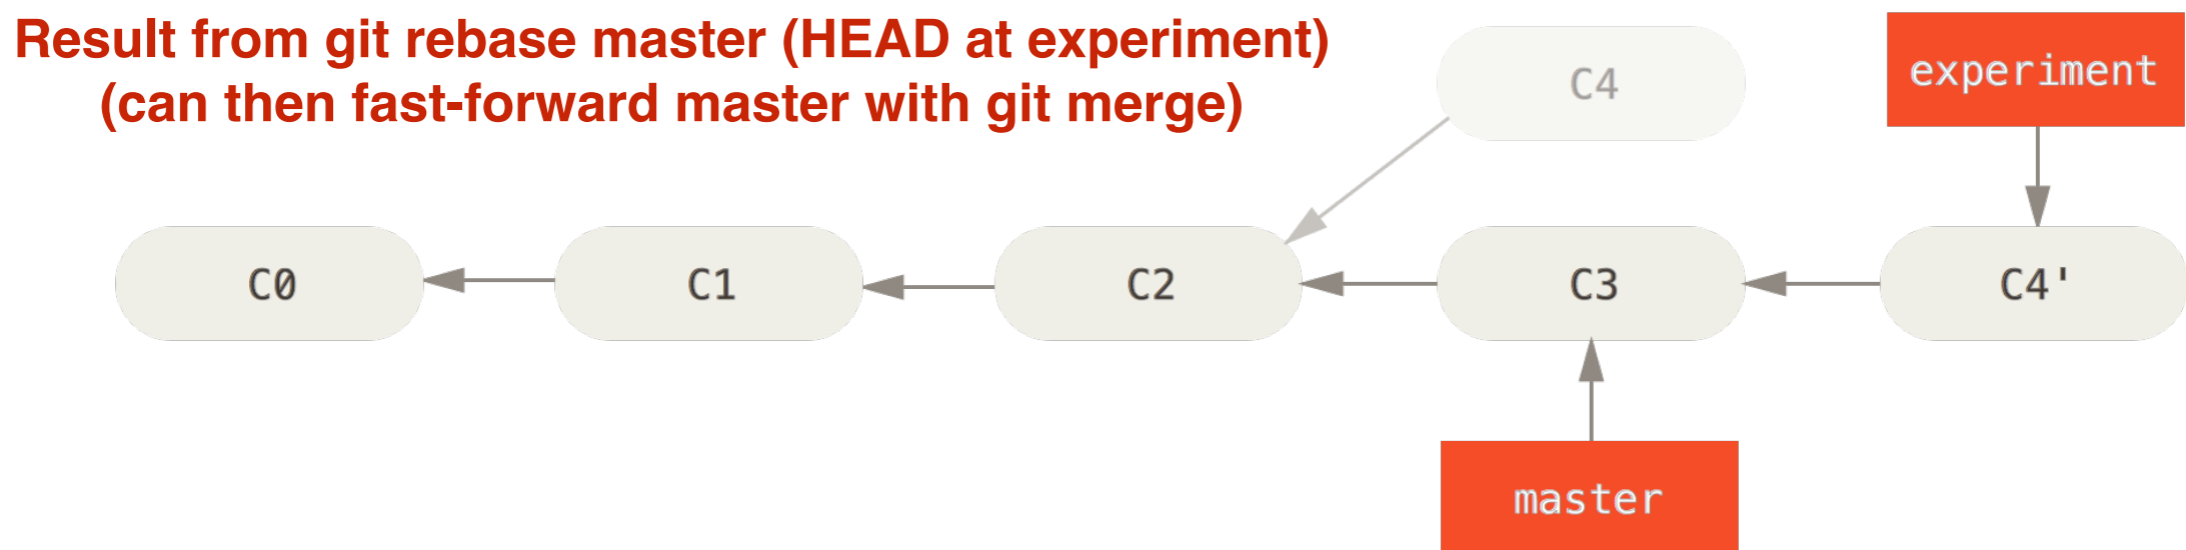 Result from git rebase master (HEAD at experiment)
(can then fast-forward master with git merge)
C4
experiment
C0
C1
C2
C3
C4'
master